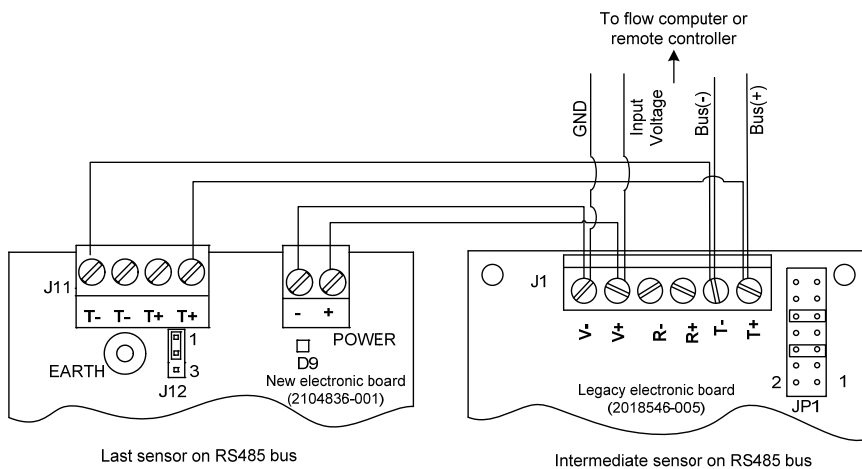 To flow computer or
remote controller
GND
Input
Voltage
Bus(-)
Bus(+)
J11
T- T- T+ T+
- +
POWER
EARTH
1
3
J12
D9
New electronic board
(2104836-001)
J1
V- V+ R- R+ T- T+
Legacy electronic board
(2018546-005)
2 1
JP1
Last sensor on RS485 bus
Intermediate sensor on RS485 bus